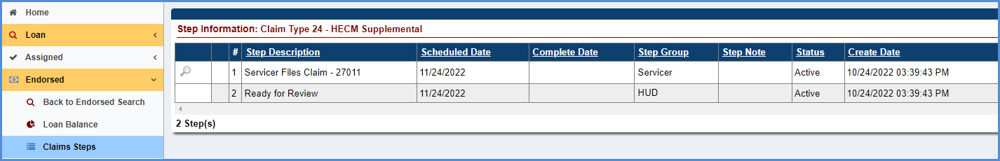 Home
Loan
Assigned
Endorsed
Back to Endorsed Search
Loan Balance
Claims Steps
Step Information: Claim Type 24 - HECM Supplemental
# Step Description Scheduled Date Complete Date Step Group Step Note Status Create Date
1 Servicer Files Claim - 27011 11/24/2022 Servicer Active 10/24/2022 03:39:43 PM
2 Ready for Review 11/24/2022 HUD Active 10/24/2022 03:39:43 PM
2 Step(s)